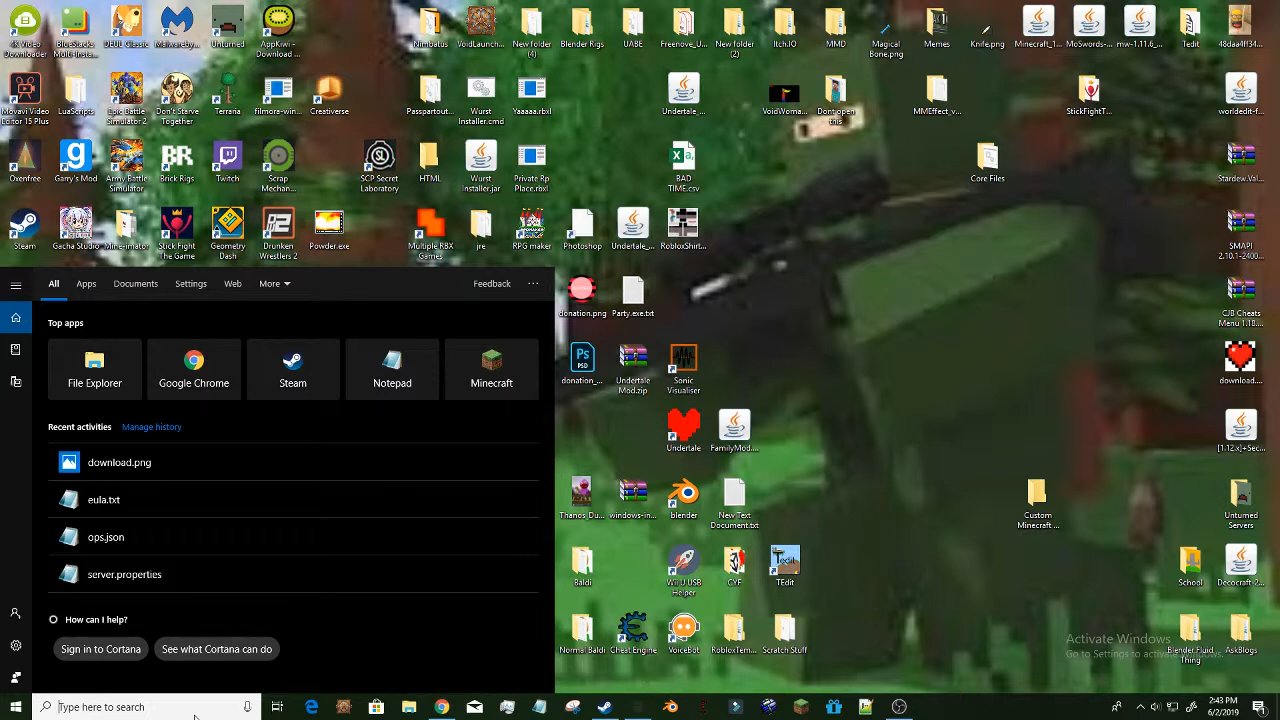 4K Video Downloader
BlueStacks Multi-Insta...
DEUL Classic
Malwareby...
Unturned
AppKiwi - Download ...
Nimbatus
VoidLaunch...
New folder (4)
Blender Rigs
UABE
Freenove_U...
New folder (2)
Itch.IO
MMD
Magical Bone.png
Memes
Knife.png
Minecraft_1...
MoSwords-...
mw-1.11.6_...
Tedit
48daa4ff34...
Movavi Video Editor 15 Plus
LuaScripts
Epic Battle Simulator 2
Don't Starve Together
Terraria
filmora-win...
Creativerse
Passpartout...
Wurst Installer.cmd
Yaaaa.rbxl
Undertale_...
VoidWoma...
Dont open this
MMEffect_v...
StickFightT...
worldedit-f...
Oxenfree
Garry's Mod
Army Battle Simulator
Brick Rigs
Twitch
Scrap Mechan...
SCP Secret Laboratory
HTML
Wurst Installer.jar
Private Rp Place.rbxl
BAD TIME.csv
Core Files
Stardew.Val...
Steam
Gacha Studio
Mine-imator
Stick Fight The Game
Geometry Dash
Drunken Wrestlers 2
Powder.exe
Multiple RBX Games
jre
RPG maker
Photoshop
Undertale_...
RobloxShirt...
SMAPI 2.10.1-2400...
All
Apps
Documents
Settings
Web
More
Feedback
Top apps
File Explorer
Google Chrome
Steam
Notepad
Minecraft
Recent activities
Manage history
download.png
eula.txt
ops.json
server.properties
How can I help?
Sign in to Cortana
See what Cortana can do
donation.png
Party.exe.txt
CJB Cheats Menu 1.18....
donation_...
Undertale Mod.zip
Sonic Visualiser
download....
Undertale
FamilyMod....
[1.12.x]+Sec...
Thanos_Du...
windows-in...
blender
New Text Document.txt
Custom Minecraft ...
Unturned Servers
Baldi
Wii U USB Helper
CYF
TEdit
School
Decocraft-2...
Normal Baldi
Cheat Engine
VoiceBot
RobloxTem...
Scratch Stuff
Blender Fluid Thing
AskBlogs
Activate Windows
Go to Settings to activate Windows.
Type here to search
2:43 PM
6/2/2019